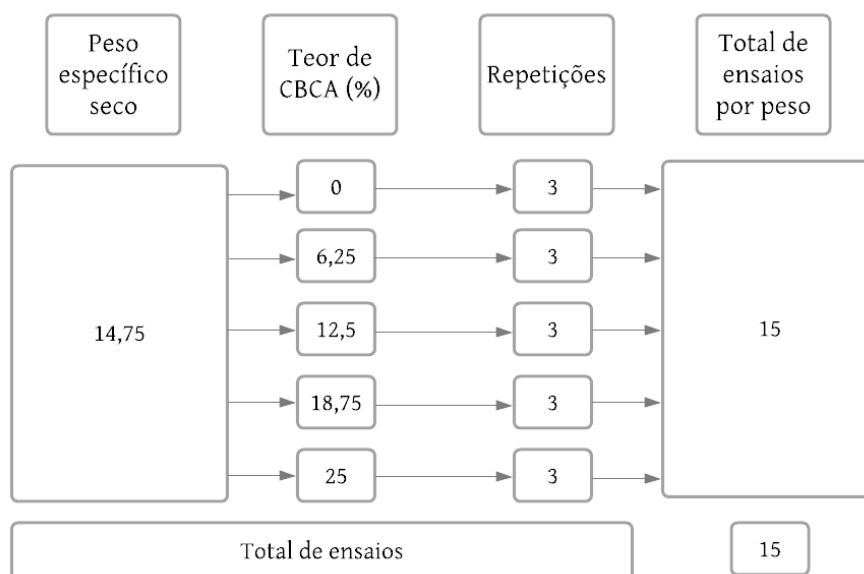 Peso
específico
seco
Teor de
CBCA (%)
Repetições
Total de
ensaios
por peso
14,75
0
3
6,25
3
12,5
3
18,75
3
25
3
15
Total de ensaios
15